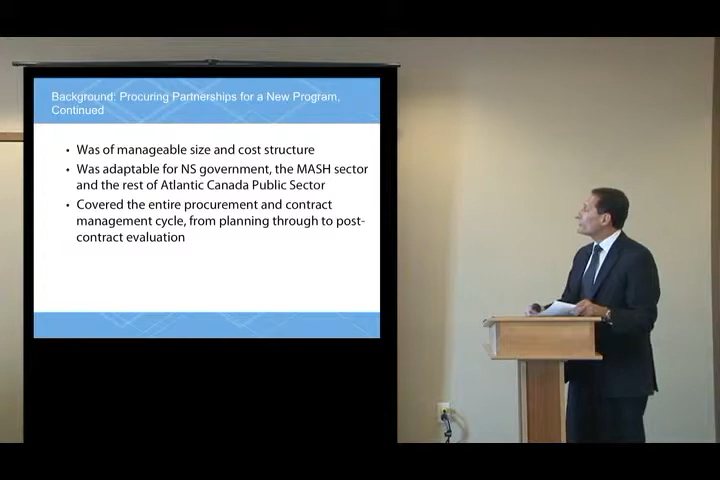 Background: Procuring Partnerships for a New Program,
Continued
• Was of manageable size and cost structure
• Was adaptable for NS government, the MASH sector
and the rest of Atlantic Canada Public Sector
• Covered the entire procurement and contract
management cycle, from planning through to post-
contract evaluation